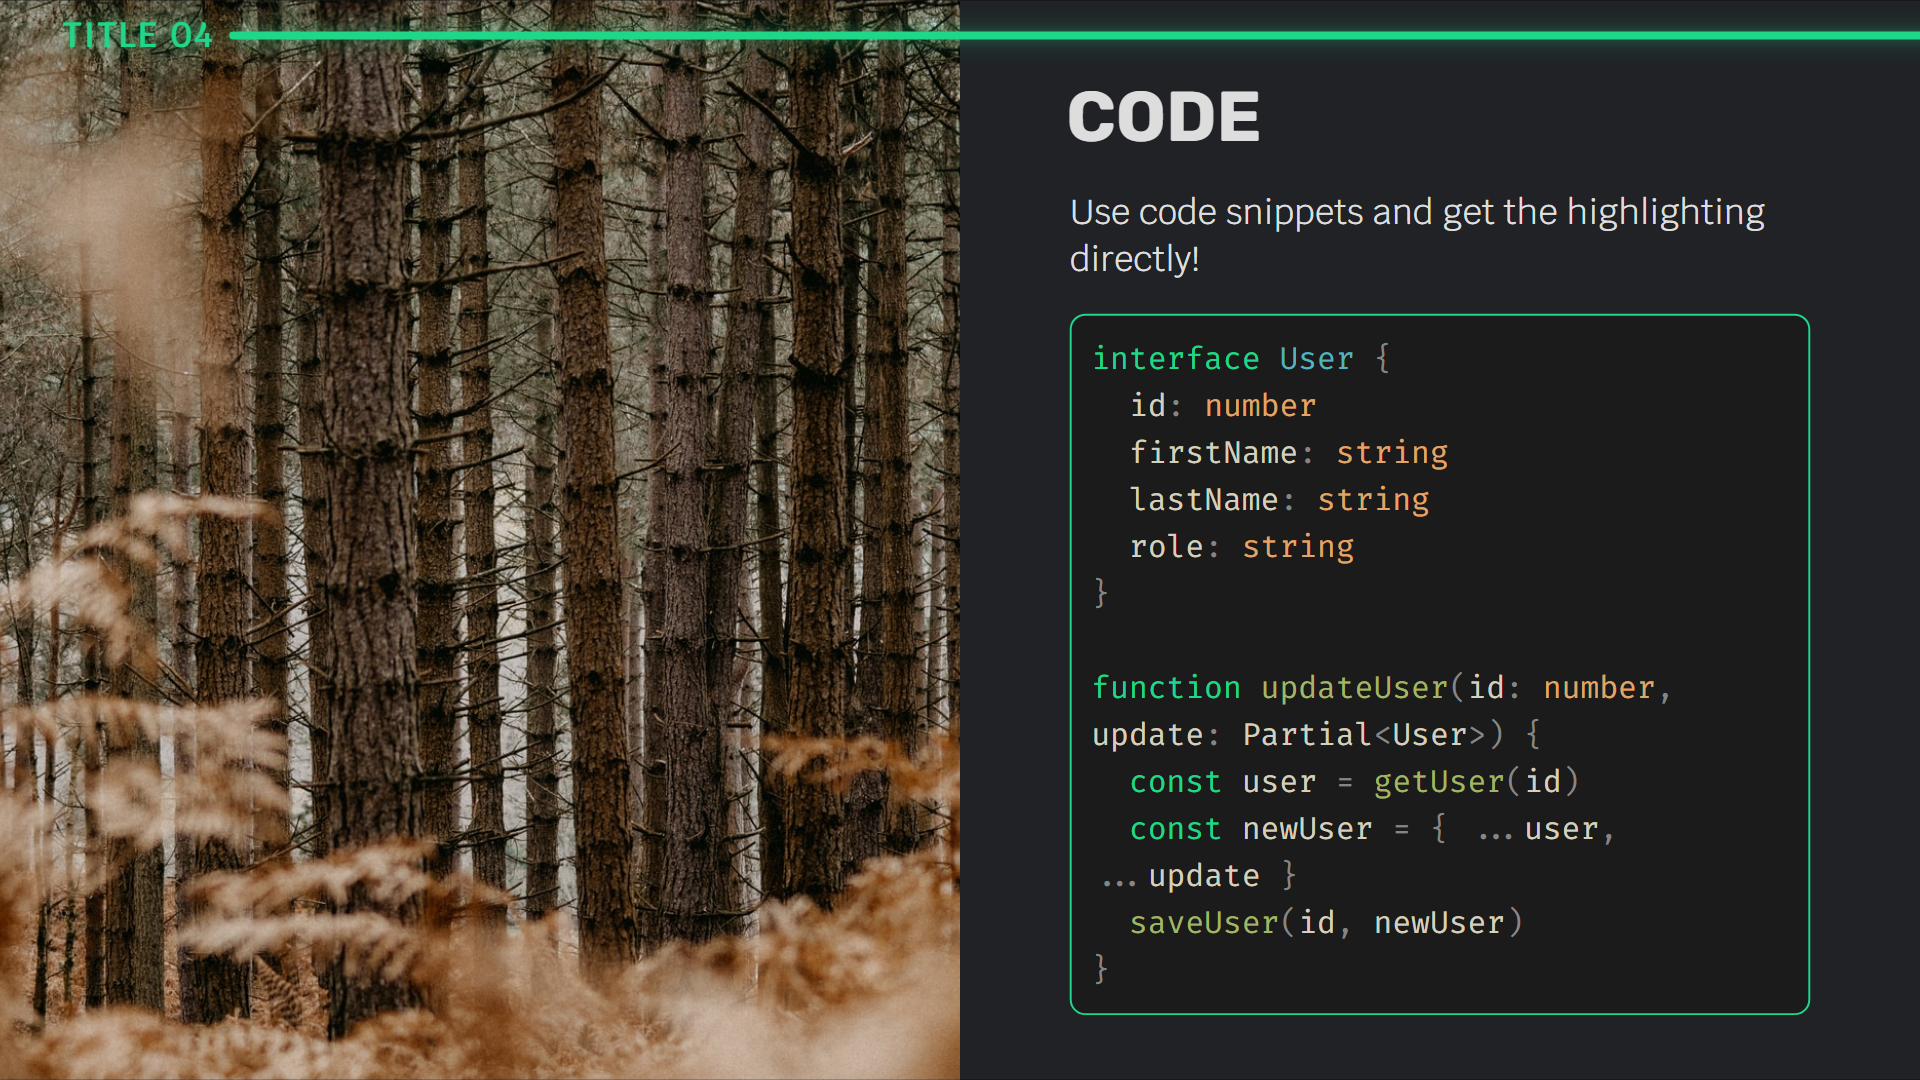 TITLE 04
CODE
Use code snippets and get the highlighting
directly!
interface User {
  id: number
  firstName: string
  lastName: string
  role: string
}

function updateUser(id: number,
update: Partial<User>) {
  const user = getUser(id)
  const newUser = { ...user,
...update }
  saveUser(id, newUser)
}